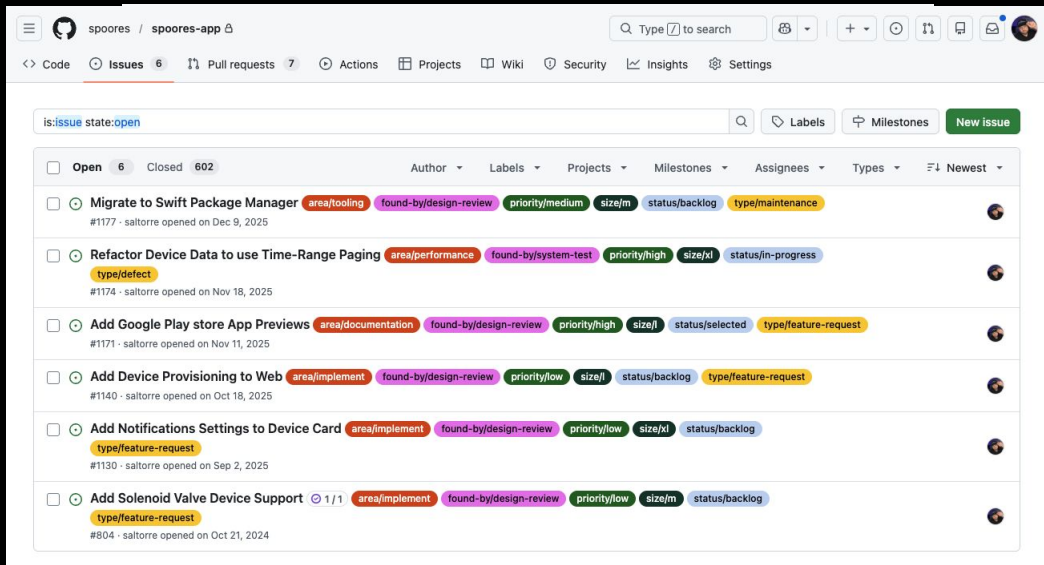 spoores / spoores-app
Type / to search
Code Issues 6 Pull requests 7 Actions Projects Wiki Security Insights Settings
is:issue state:open
Labels Milestones New issue
Open 6 Closed 602 Author Labels Projects Milestones Assignees Types Newest
Migrate to Swift Package Manager area/tooling found-by/design-review priority/medium size/m status/backlog type/maintenance
#1177 · saltorre opened on Dec 9, 2025
Refactor Device Data to use Time-Range Paging area/performance found-by/system-test priority/high size/xl status/in-progress
type/defect
#1174 · saltorre opened on Nov 18, 2025
Add Google Play store App Previews area/documentation found-by/design-review priority/high size/l status/selected type/feature-request
#1171 · saltorre opened on Nov 11, 2025
Add Device Provisioning to Web area/implement found-by/design-review priority/low size/l status/backlog type/feature-request
#1140 · saltorre opened on Oct 18, 2025
Add Notifications Settings to Device Card area/implement found-by/design-review priority/low size/xl status/backlog
type/feature-request
#1130 · saltorre opened on Sep 2, 2025
Add Solenoid Valve Device Support 1 / 1 area/implement found-by/design-review priority/low size/m status/backlog
type/feature-request
#804 · saltorre opened on Oct 21, 2024